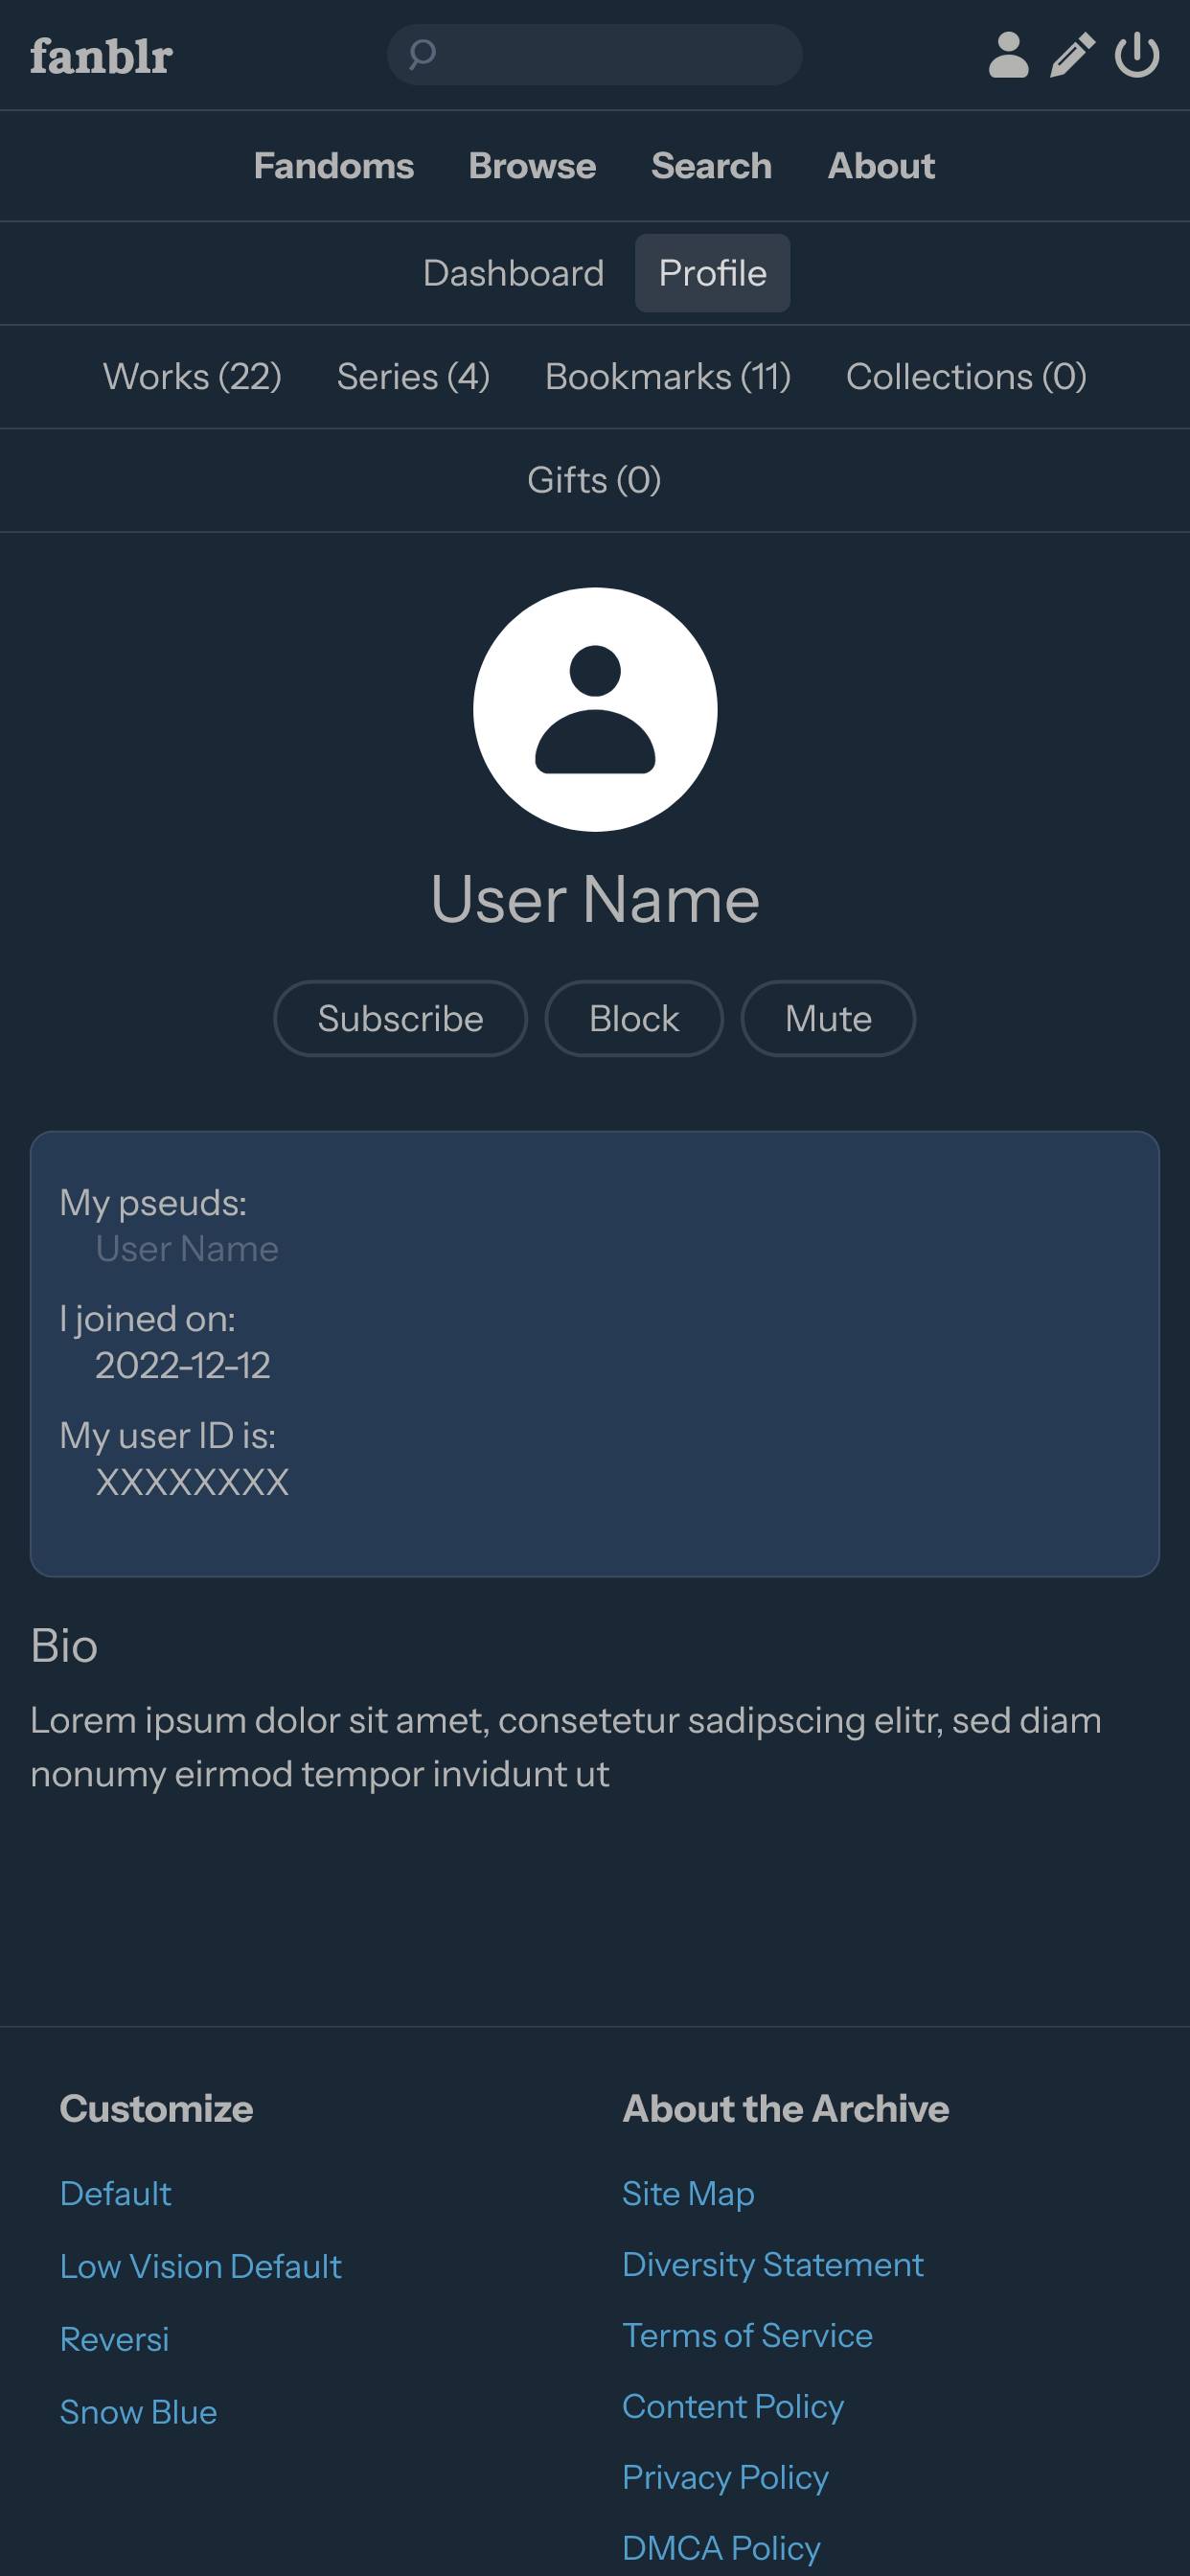 fanblr
Fandoms Browse Search About
Dashboard Profile
Works (22) Series (4) Bookmarks (11) Collections (0)
Gifts (0)
User Name
Subscribe Block Mute
My pseuds:
User Name
I joined on:
2022-12-12
My user ID is:
XXXXXXXX
Bio
Lorem ipsum dolor sit amet, consetetur sadipscing elitr, sed diam
nonumy eirmod tempor invidunt ut
Customize
Default
Low Vision Default
Reversi
Snow Blue
About the Archive
Site Map
Diversity Statement
Terms of Service
Content Policy
Privacy Policy
DMCA Policy